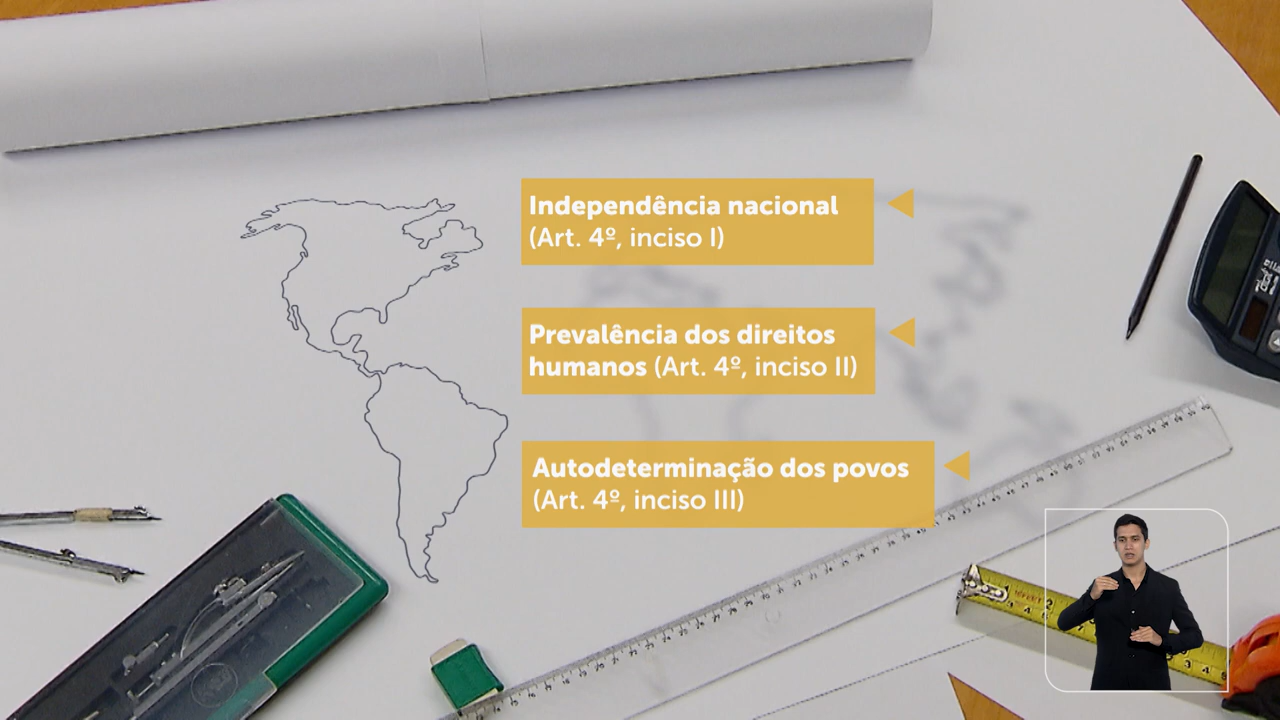 Independência nacional
(Art. 4º, inciso I)
Prevalência dos direitos
humanos (Art. 4º, inciso II)
Autodeterminação dos povos
(Art. 4º, inciso III)